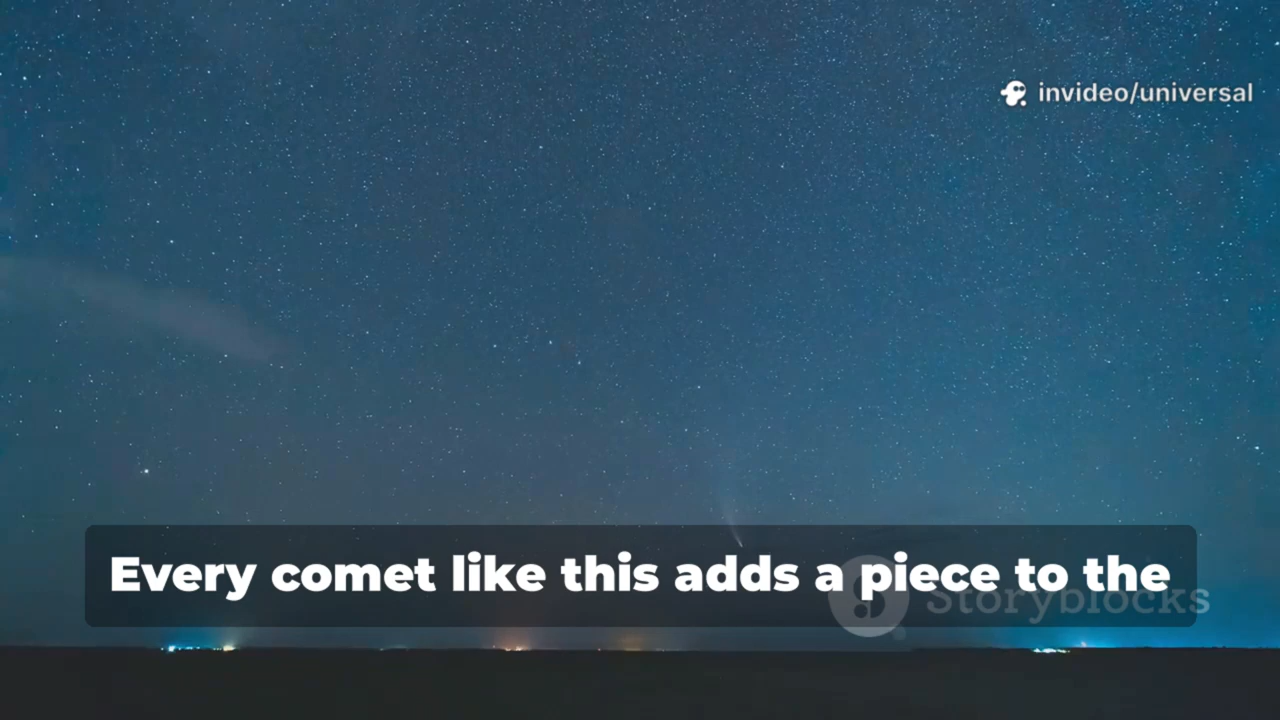 invideo/universal
Every comet like this adds a piece to the
Storyblocks